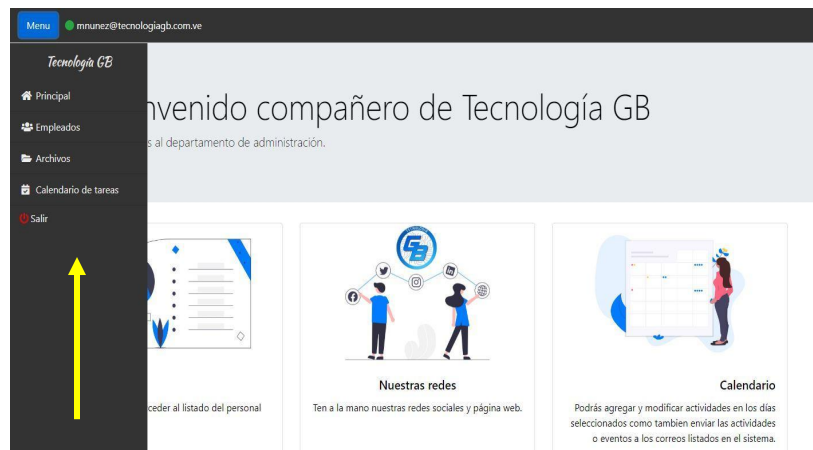 Menu mnunez@tecnologiagb.com.ve
Tecnología GB
Principal
Empleados
Archivos
Calendario de tareas
Salir
nvenido compañero de Tecnología GB
s al departamento de administración.
Nuestras redes
Calendario
ceder al listado del personal
Ten a la mano nuestras redes sociales y página web.
Podrás agregar y modificar actividades en los días
seleccionados como tambien enviar las actividades
o eventos a los correos listados en el sistema.